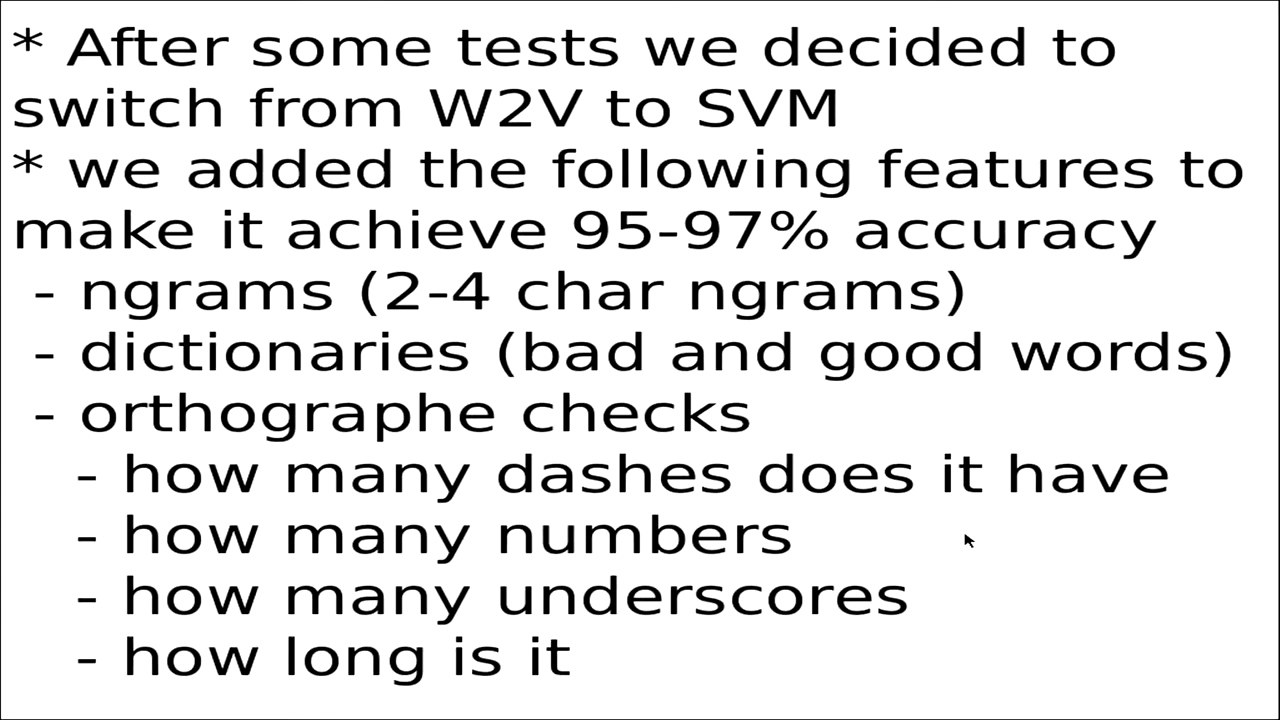 * After some tests we decided to
switch from W2V to SVM
* we added the following features to
make it achieve 95-97% accuracy
- ngrams (2-4 char ngrams)
- dictionaries (bad and good words)
- orthographe checks
- how many dashes does it have
- how many numbers
- how many underscores
- how long is it